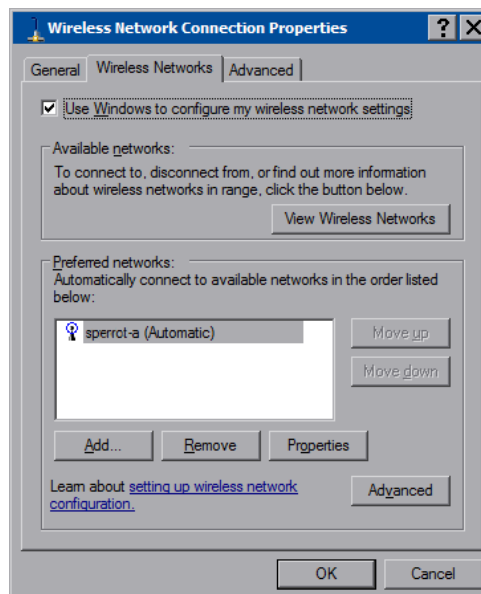 Wireless Network Connection Properties
?
General Wireless Networks Advanced
Use Windows to configure my wireless network settings
Available networks:
To connect to, disconnect from, or find out more information
about wireless networks in range, click the button below.
View Wireless Networks
Preferred networks:
Automatically connect to available networks in the order listed
below:
sperrot-a (Automatic)
Move up
Move down
Add... Remove Properties
Learn about setting up wireless network
configuration.
Advanced
OK Cancel